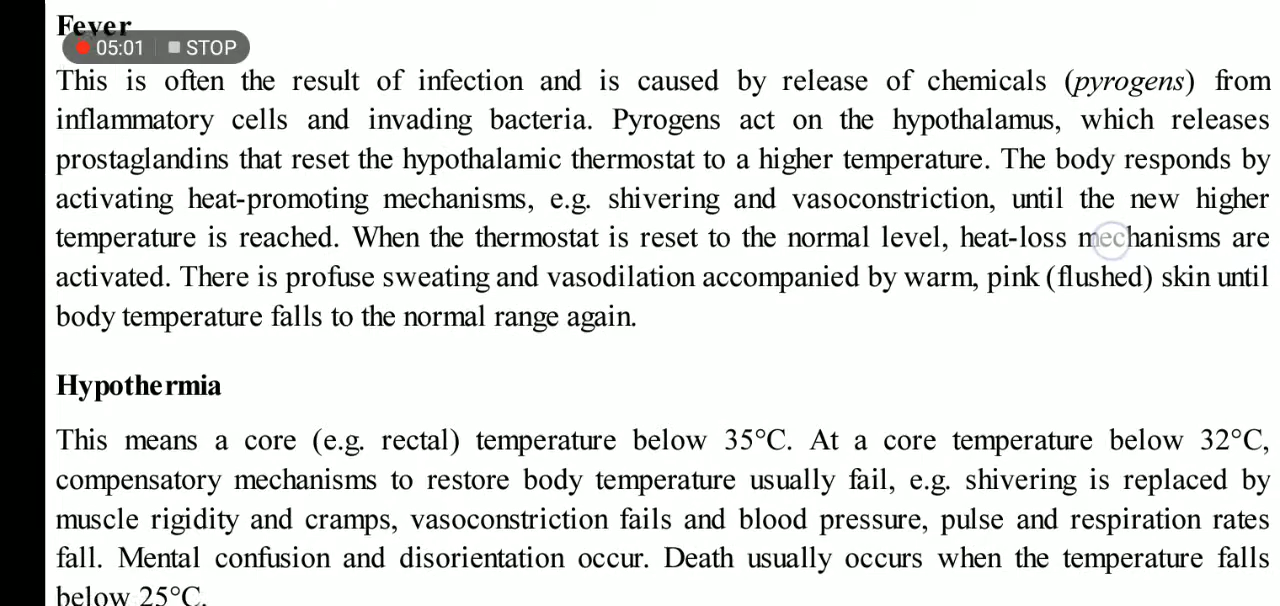 Fever
05:01 STOP
This is often the result of infection and is caused by release of chemicals (pyrogens) from
inflammatory cells and invading bacteria. Pyrogens act on the hypothalamus, which releases
prostaglandins that reset the hypothalamic thermostat to a higher temperature. The body responds by
activating heat-promoting mechanisms, e.g. shivering and vasoconstriction, until the new higher
temperature is reached. When the thermostat is reset to the normal level, heat-loss mechanisms are
activated. There is profuse sweating and vasodilation accompanied by warm, pink (flushed) skin until
body temperature falls to the normal range again.
Hypothermia
This means a core (e.g. rectal) temperature below 35°C. At a core temperature below 32°C,
compensatory mechanisms to restore body temperature usually fail, e.g. shivering is replaced by
muscle rigidity and cramps, vasoconstriction fails and blood pressure, pulse and respiration rates
fall. Mental confusion and disorientation occur. Death usually occurs when the temperature falls
below 25°C.